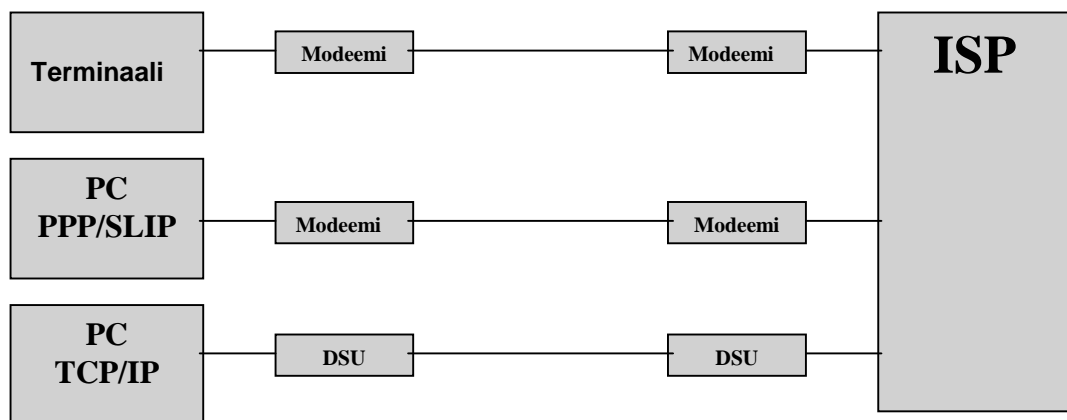 Terminaali
Modeemi
Modeemi
ISP
PC
PPP/SLIP
Modeemi
Modeemi
PC
TCP/IP
DSU
DSU